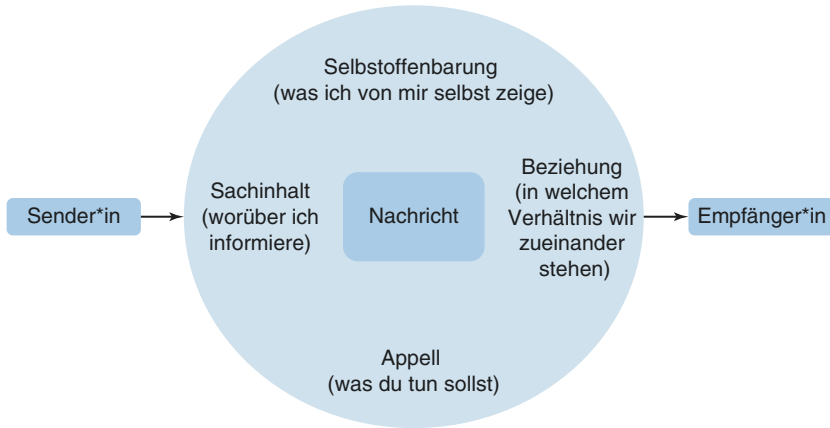 Selbstoffenbarung
(was ich von mir selbst zeige)
Sender*in
Sachinhalt
(worüber ich
informiere)
Nachricht
Beziehung
(in welchem
Verhältnis wir
zueinander
stehen)
Empfänger*in
Appell
(was du tun sollst)